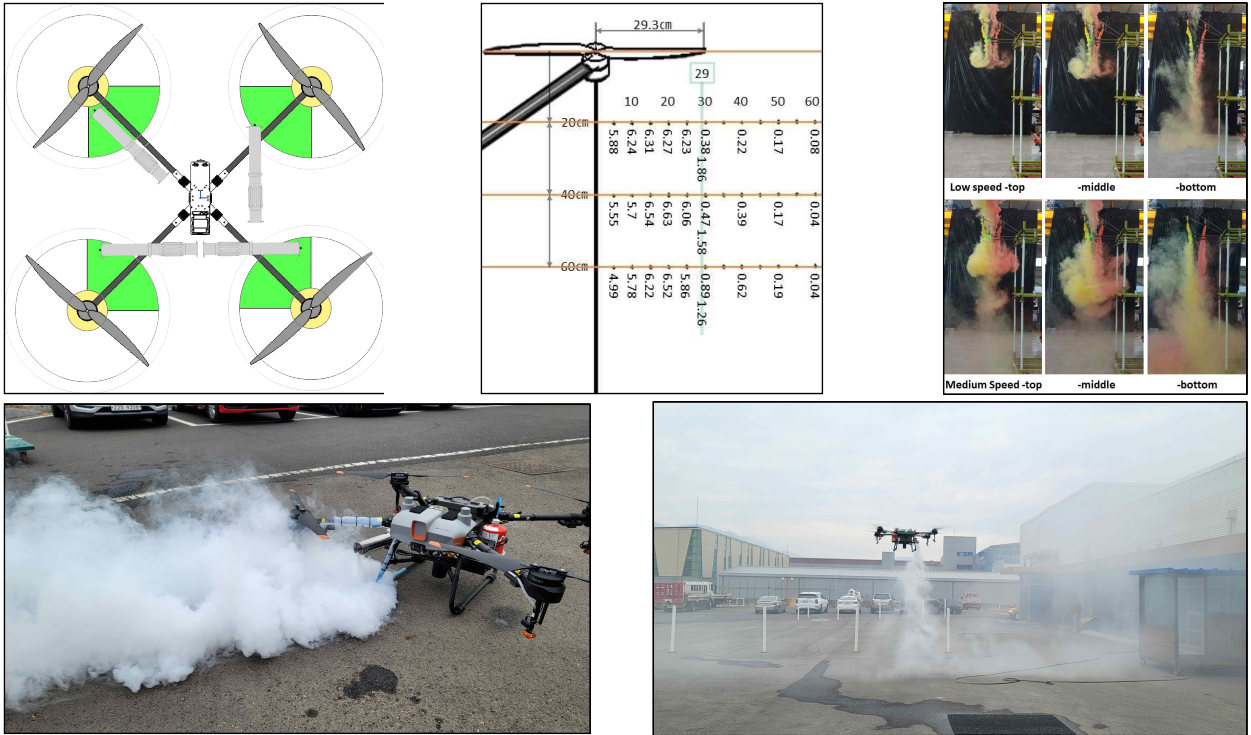 29.3㎝
29
10 20 30 40 50 60
20㎝
5.88 6.24 6.31 6.27 6.23 0.38 1.86 0.22 0.17 0.08
40㎝
5.55 5.7 6.54 6.63 6.06 0.47 1.58 0.39 0.17 0.04
60㎝
4.99 5.78 6.22 6.52 5.86 0.89 1.26 0.62 0.19 0.04
Low speed -top
-middle
-bottom
Medium Speed -top
-middle
-bottom